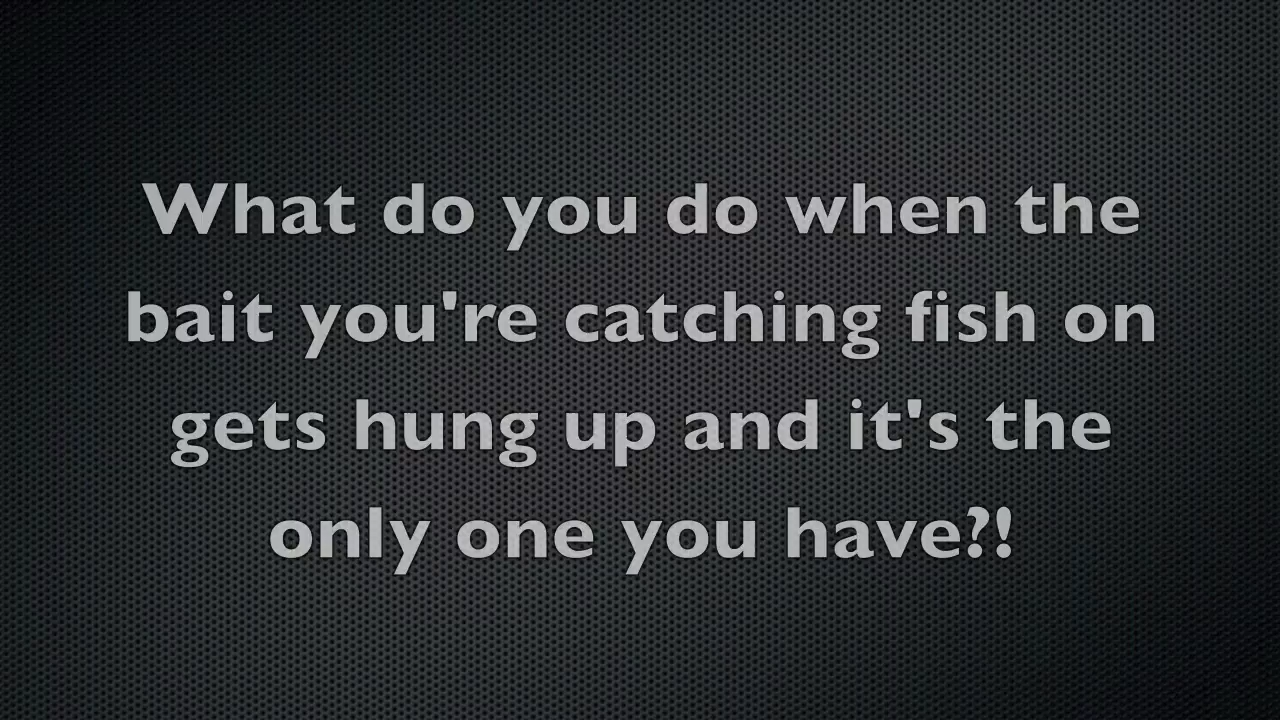 What do you do when the
bait you're catching fish on
gets hung up and it's the
only one you have?!